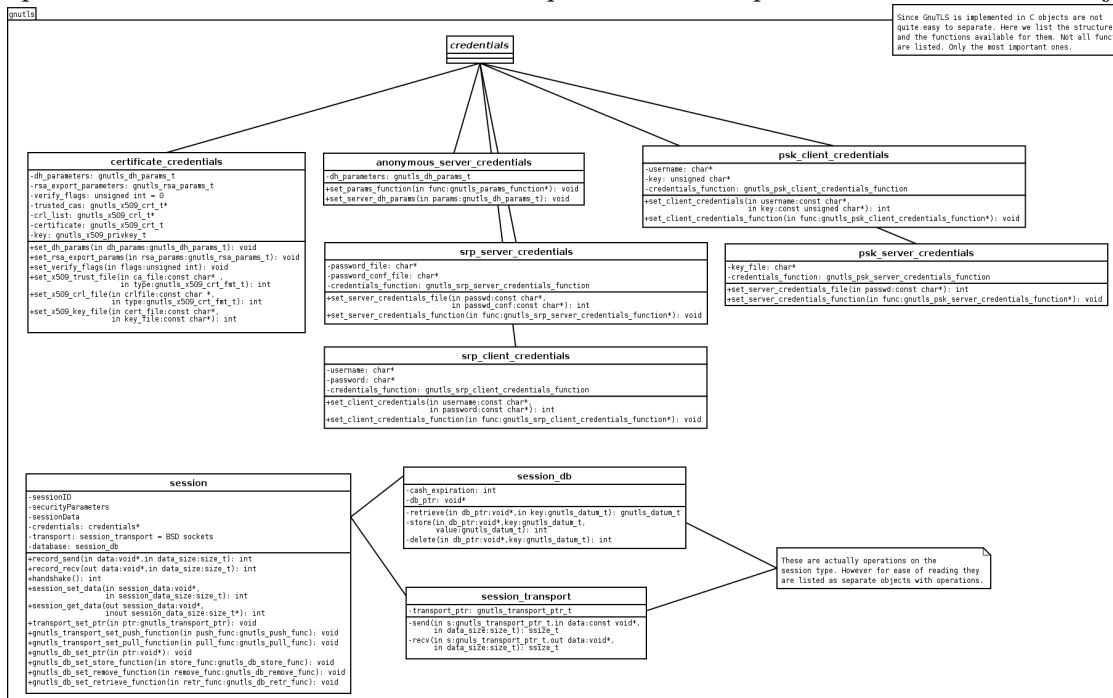 gnutls
Since GnuTLS is implemented in C objects are not
quite easy to separate. Here we list the structure
and the functions available for them. Not all func
are listed. Only the most important ones.
credentials
certificate_credentials
-dh_parameters: gnutls_dh_params_t
-rsa_export_parameters: gnutls_rsa_params_t
-verify_flags: unsigned int = 0
-trusted_cas: gnutls_x509_crt_t*
-crl_list: gnutls_x509_crl_t*
-certificate: gnutls_x509_crt_t
-key: gnutls_x509_privkey_t
+set_dh_params(in dh_params:gnutls_dh_params_t): void
+set_rsa_export_params(in rsa_params:gnutls_rsa_params_t): void
+set_verify_flags(in flags:unsigned int): void
+set_x509_trust_file(in ca_file:const char* ,
in type:gnutls_x509_crt_fmt_t): int
+set_x509_crl_file(in crlfile:const char *,
in type:gnutls_x509_crt_fmt_t): int
+set_x509_key_file(in cert_file:const char*,
in key_file:const char*): int
anonymous_server_credentials
-dh_parameters: gnutls_dh_params_t
+set_params_function(in func:gnutls_params_function*): void
+set_server_dh_params(in params:gnutls_dh_params_t): void
psk_client_credentials
-username: char*
-key: unsigned char*
-credentials_function: gnutls_psk_client_credentials_function
+set_client_credentials(in username:const char*,
in key:const unsigned char*): int
+set_client_credentials_function(in func:gnutls_psk_client_credentials_function*): void
srp_server_credentials
-password_file: char*
-password_conf_file: char*
-credentials_function: gnutls_srp_server_credentials_function
+set_server_credentials_file(in passwd:const char*,
in passwd_conf:const char*): int
+set_server_credentials_function(in func:gnutls_srp_server_credentials_function*): void
psk_server_credentials
-key_file: char*
-credentials_function: gnutls_psk_server_credentials_function
+set_server_credentials_file(in passwd:const char*): int
+set_server_credentials_function(in func:gnutls_psk_server_credentials_function*): void
srp_client_credentials
-username: char*
-password: char*
-credentials_function: gnutls_srp_client_credentials_function
+set_client_credentials(in username:const char*,
in password:const char*): int
+set_client_credentials_function(in func:gnutls_srp_client_credentials_function*): void
session
-sessionID
-securityParameters
-sessionData
-credentials: credentials*
-transport: session_transport = BSD sockets
-database: session_db
+record_send(in data:void*,in data_size:size_t): int
+record_recv(out data:void*,in data_size:size_t): int
+handshake(): int
+session_set_data(in session_data:void*,
in session_data_size:size_t): int
+session_get_data(out session_data:void*,
inout session_data_size:size_t*): int
+transport_set_ptr(in ptr:gnutls_transport_ptr): void
+gnutls_transport_set_push_function(in push_func:gnutls_push_func): void
+gnutls_transport_set_pull_function(in pull_func:gnutls_pull_func): void
+gnutls_db_set_ptr(in ptr:void*): void
+gnutls_db_set_store_function(in store_func:gnutls_db_store_func): void
+gnutls_db_set_remove_function(in remove_func:gnutls_db_remove_func): void
+gnutls_db_set_retrieve_function(in retr_func:gnutls_db_retr_func): void
session_db
-cash_expiration: int
-db_ptr: void*
-retrieve(in db_ptr:void*,in key:gnutls_datum_t): gnutls_datum_t
-store(in db_ptr:void*,key:gnutls_datum_t,
value:gnutls_datum_t): int
-delete(in db_ptr:void*,key:gnutls_datum_t): int
session_transport
-transport_ptr: gnutls_transport_ptr_t
-send(in s:gnutls_transport_ptr_t,in data:const void*,
in data_size:size_t): ssize_t
-recv(in s:gnuls_transport_ptr_t,out data:void*,
in data_size:size_t): ssize_t
These are actually operations on the
session type. However for ease of reading they
are listed as separate objects with operations.